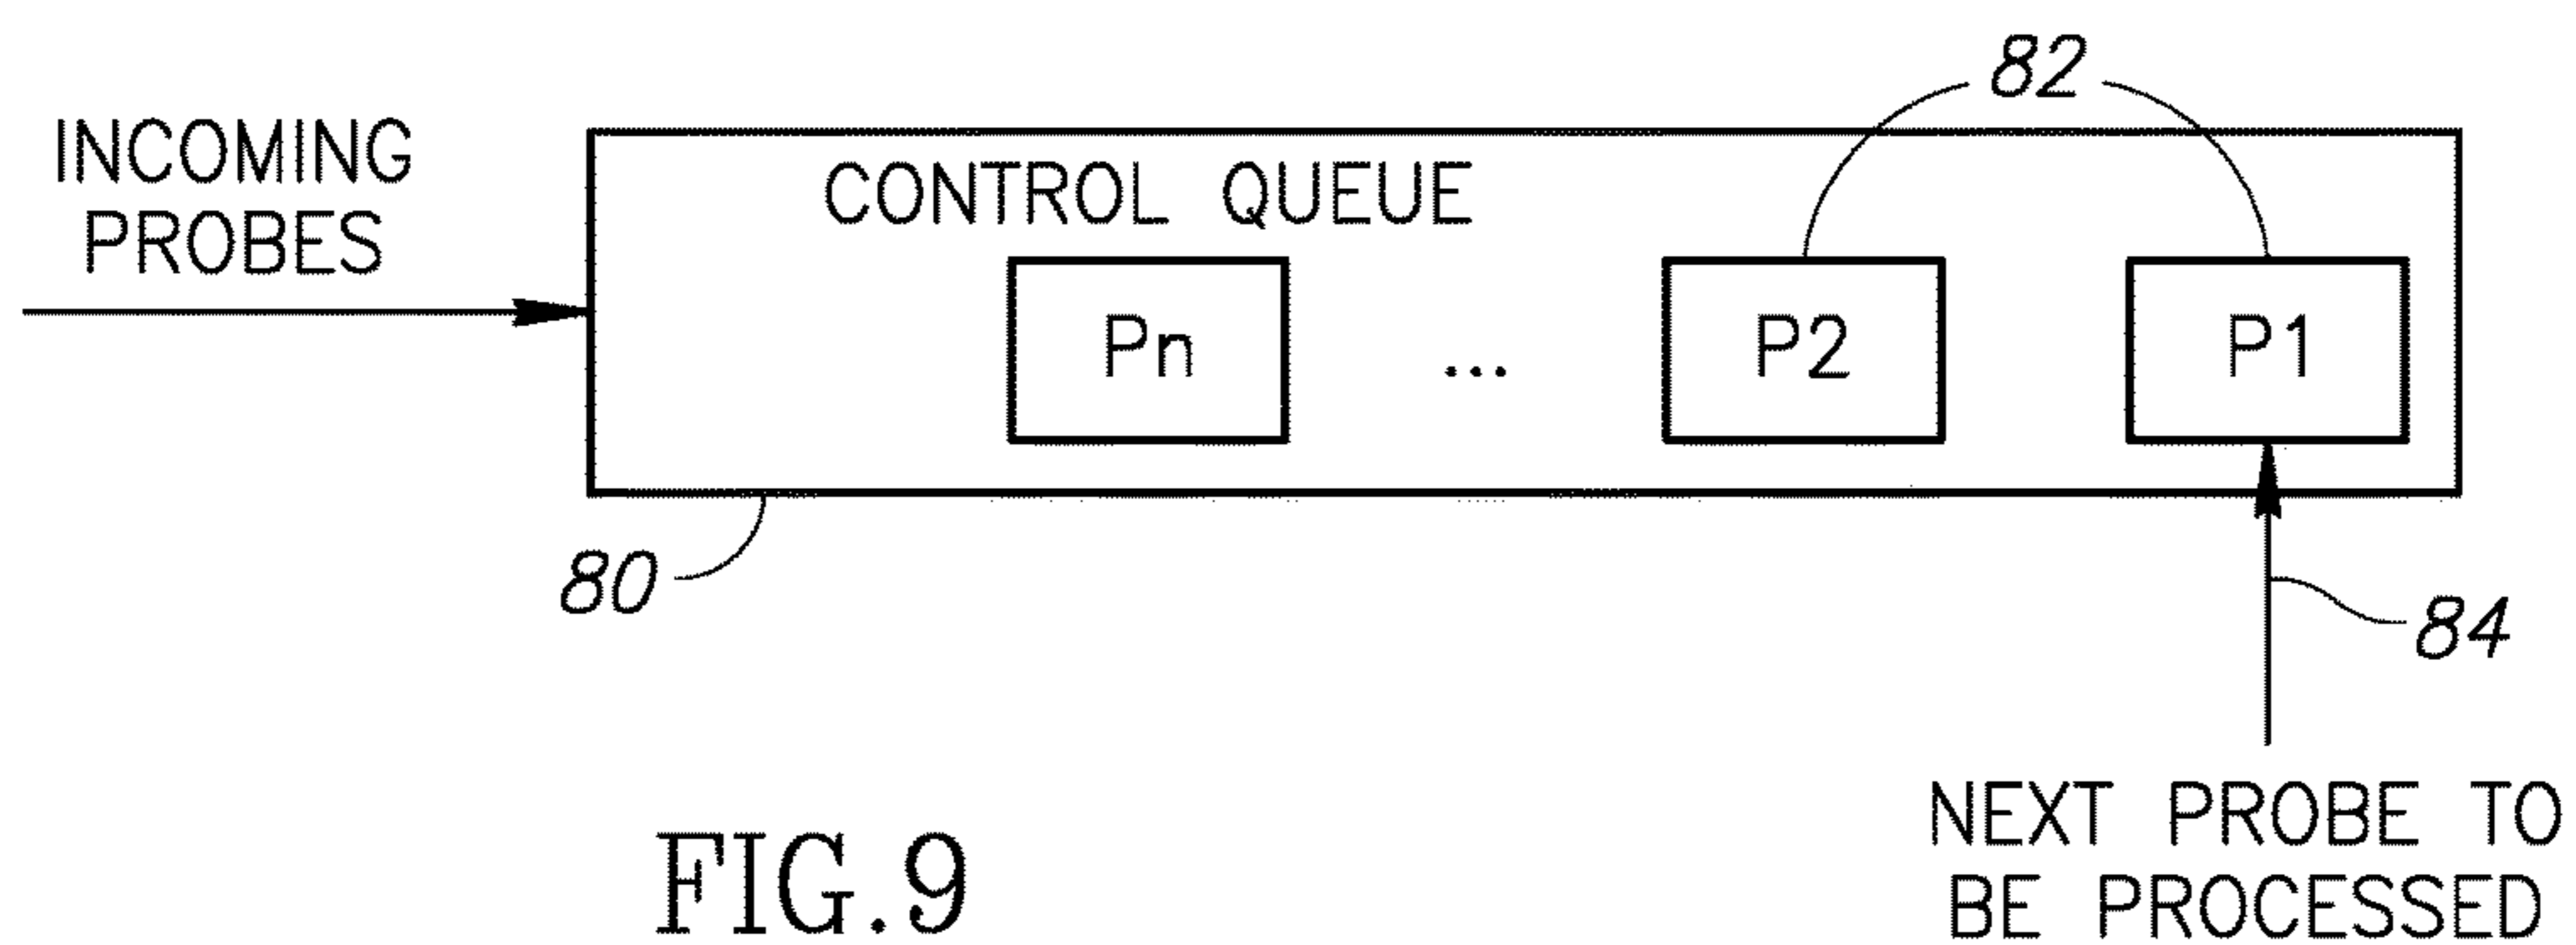 82
INCOMING
PROBES
CONTROL QUEUE
Pn
...
P2
P1
80
84
NEXT PROBE TO
BE PROCESSED
FIG.9